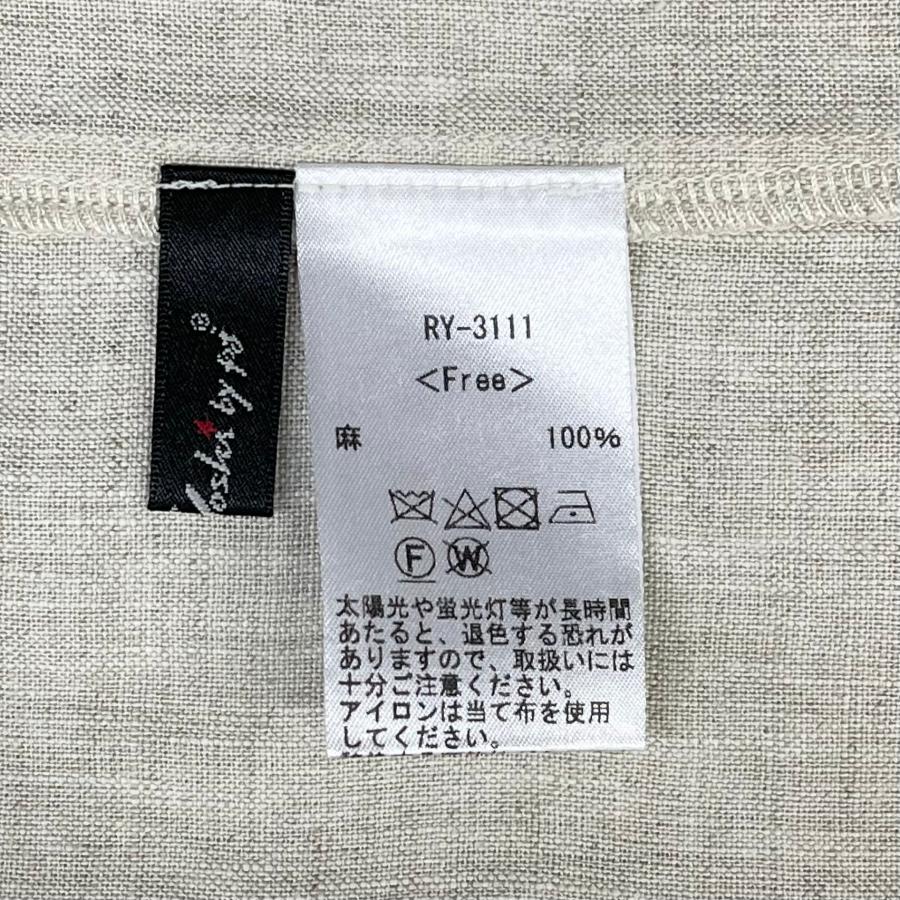 RY-3111
<Free>
麻 100%
F W
太陽光や蛍光灯等が長時間
あたると、退色する恐れが
ありますので、取扱いには
十分ご注意ください。
アイロンは当て布を使用
してください。
by
®